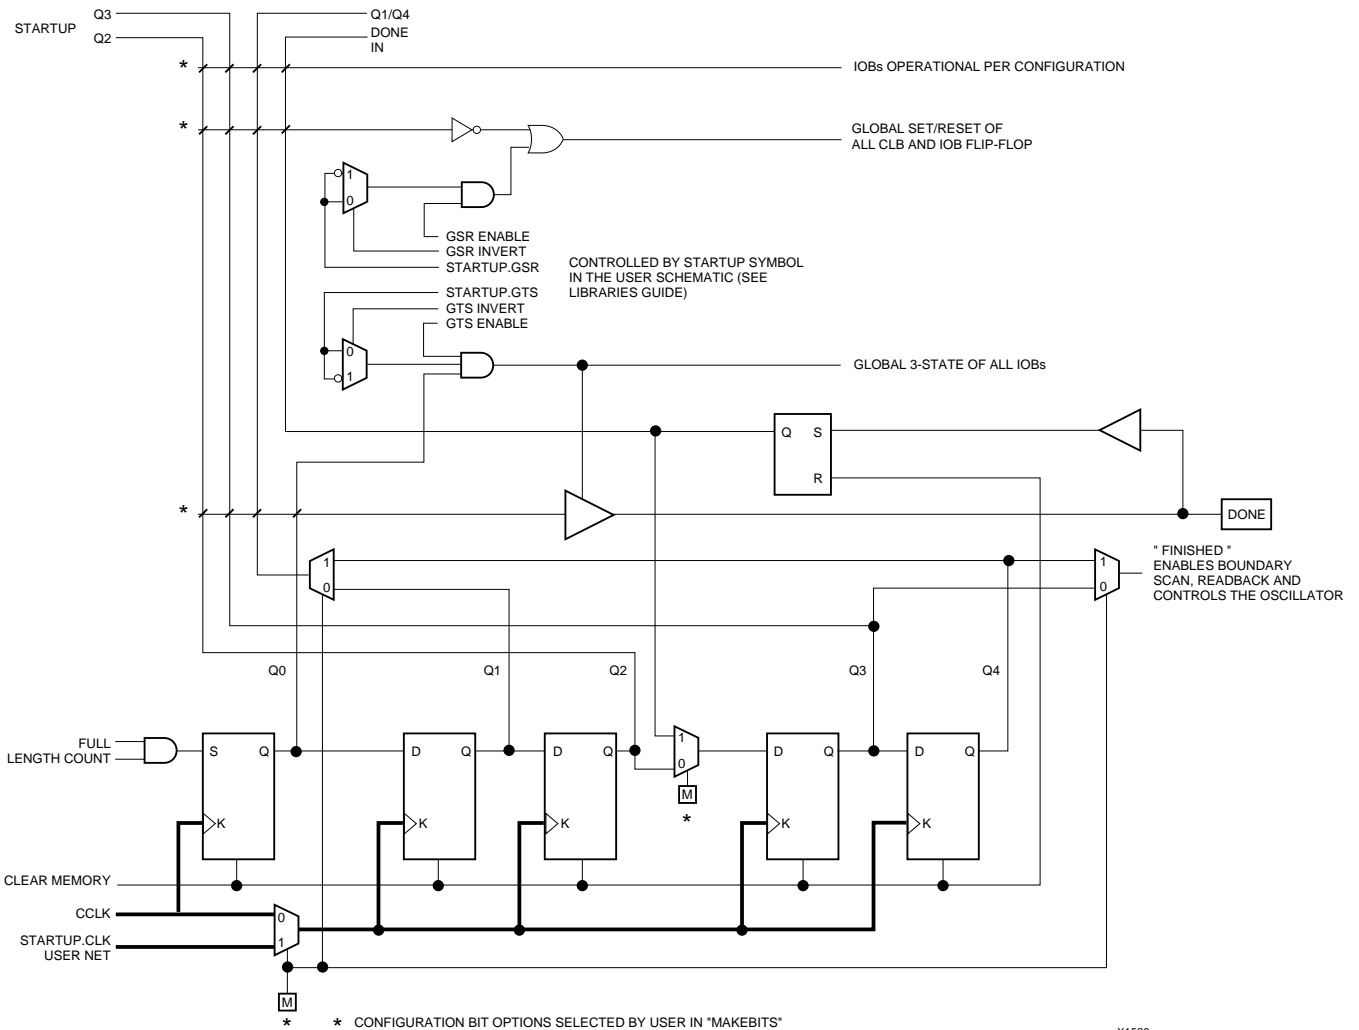 Q3
Q1/Q4
STARTUP
Q2
DONE
IN
* IOBs OPERATIONAL PER CONFIGURATION
* GLOBAL SET/RESET OF
ALL CLB AND IOB FLIP-FLOP
1
0
GSR ENABLE
GSR INVERT
STARTUP.GSR
CONTROLLED BY STARTUP SYMBOL
IN THE USER SCHEMATIC (SEE
LIBRARIES GUIDE)
STARTUP.GTS
GTS INVERT
GTS ENABLE
0
1
GLOBAL 3-STATE OF ALL IOBs
Q S
R
*
DONE
1
0
1
0
" FINISHED "
ENABLES BOUNDARY
SCAN, READBACK AND
CONTROLS THE OSCILLATOR
Q0 Q1 Q2 Q3 Q4
FULL
LENGTH COUNT
S Q
K
D Q
K
D Q
K
1
0
M
*
D Q
K
D Q
K
CLEAR MEMORY
CCLK
STARTUP.CLK
USER NET
0
1
M
*
* CONFIGURATION BIT OPTIONS SELECTED BY USER IN "MAKEBITS"